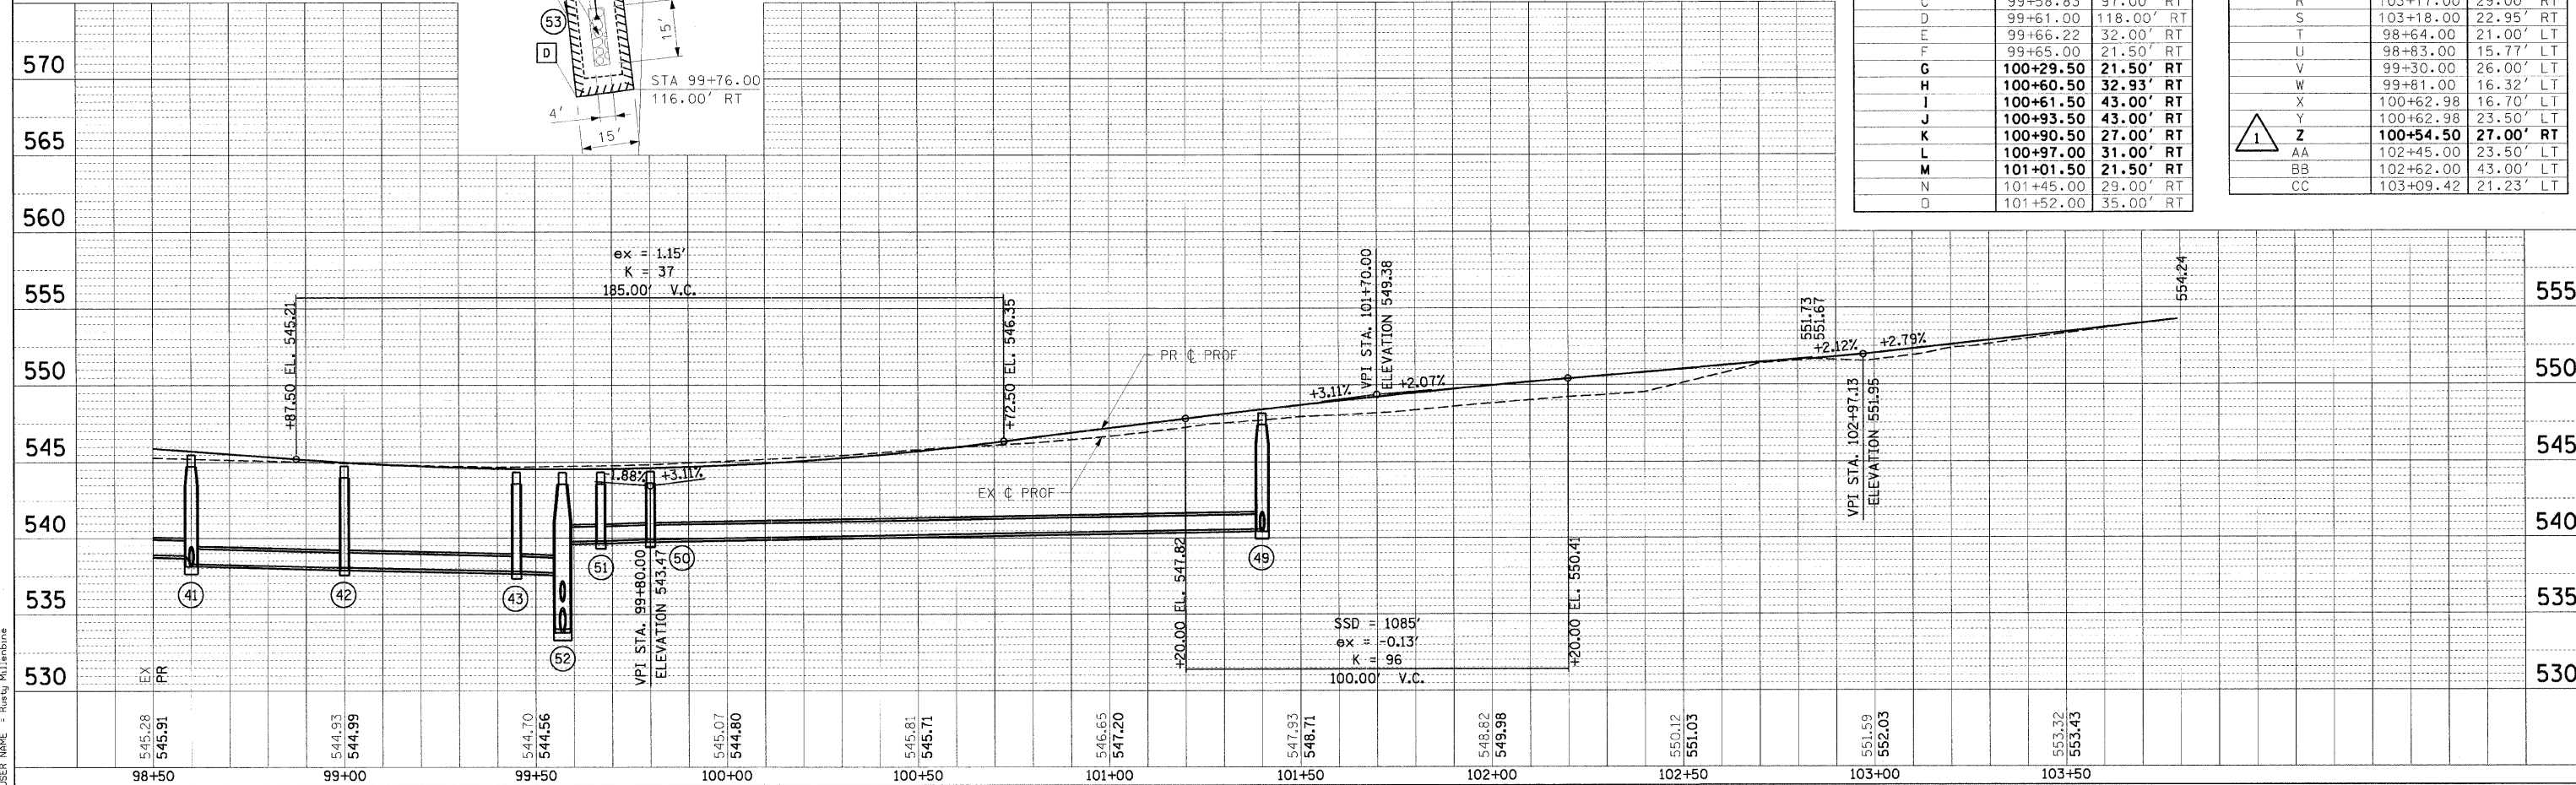 53
D
15'
STA 99+76.00
116.00' RT
4'
15'
C 99+58.83 97.00' RT
D 99+61.00 118.00' RT
E 99+66.22 32.00' RT
F 99+65.00 21.50' RT
G 100+29.50 21.50' RT
H 100+60.50 32.93' RT
I 100+61.50 43.00' RT
J 100+93.50 43.00' RT
K 100+90.50 27.00' RT
L 100+97.00 31.00' RT
M 101+01.50 21.50' RT
N 101+45.00 29.00' RT
O 101+52.00 35.00' RT
R 103+17.00 29.00' RT
S 103+18.00 22.95' RT
T 98+64.00 21.00' LT
U 98+83.00 15.77' LT
V 99+30.00 26.00' LT
W 99+81.00 16.32' LT
X 100+62.98 16.70' LT
Y 100+62.98 23.50' LT
1
Z 100+54.50 27.00' RT
AA 102+45.00 23.50' LT
BB 102+62.00 43.00' LT
CC 103+09.42 21.23' LT
570
565
560
555
550
545
540
535
530
555
550
545
540
535
530
ex = 1.15'
K = 37
185.00' V.C.
+87.50 EL. 545.21
+72.50 EL. 546.35
PR ℄ PROF
EX ℄ PROF
VPI STA. 101+70.00
ELEVATION 549.38
+3.11%
+2.07%
551.73
551.67
+2.12%
+2.79%
554.24
VPI STA. 102+97.13
ELEVATION 551.95
-1.88%
+3.11%
41
42
43
52
51
50
49
VPI STA. 99+80.00
ELEVATION 543.47
+20.00 EL. 547.82
+20.00 EL. 550.41
SSD = 1085'
ex = -0.13'
K = 96
100.00' V.C.
EX
PR
545.28
545.91
544.93
544.99
544.70
544.56
545.07
544.80
545.81
545.71
546.65
547.20
547.93
548.71
548.82
549.98
550.12
551.03
551.59
552.03
553.32
553.43
98+50 99+00 99+50 100+00 100+50 101+00 101+50 102+00 102+50 103+00 103+50
USER NAME = Rusty Millenbine